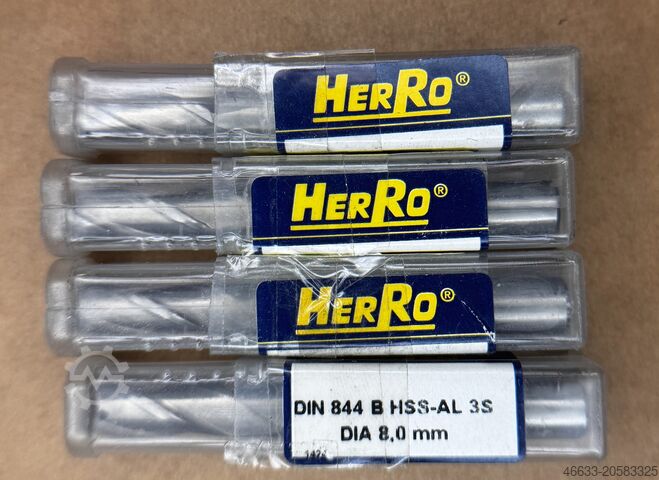 HERRO®
HERRO®
HERRO®
DIN 844 B HSS-AL 3S
DIA 8,0 mm
46633-20583325